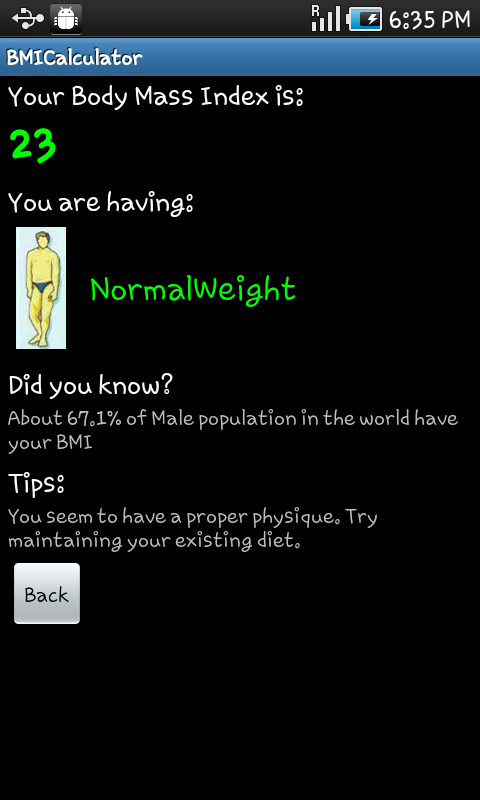 R
6:35 PM
BMICalculator
Your Body Mass Index is:
23
You are having:
NormalWeight
Did you know?
About 67.1% of Male population in the world have
your BMI
Tips:
You seem to have a proper physique. Try
maintaining your existing diet.
Back